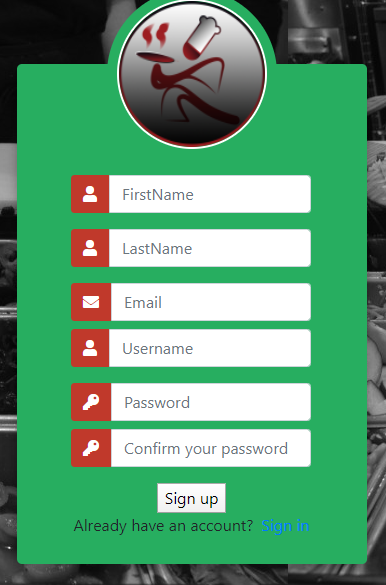 FirstName
LastName
Email
Username
Password
Confirm your password
Sign up
Already have an account? Sign in